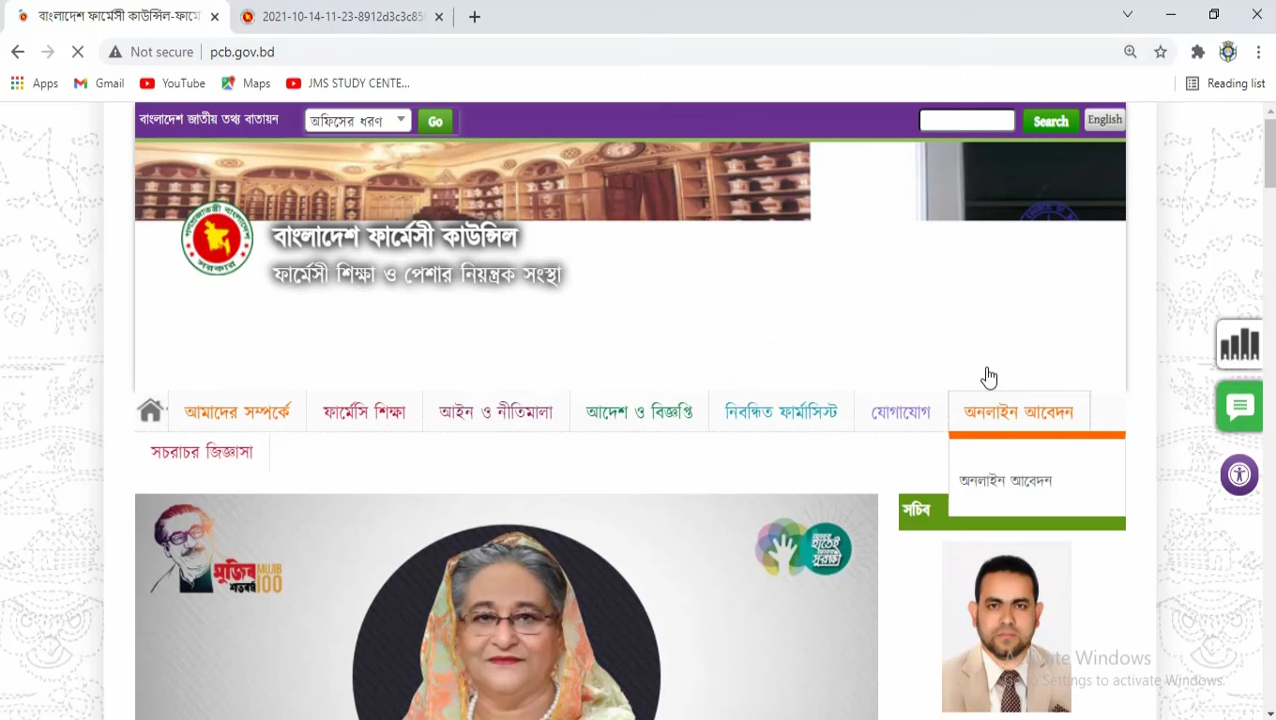 বাংলাদেশ ফার্মেসী কাউন্সিল-ফার্মে
2021-10-14-11-23-8912d3c3c85
Not secure | pcb.gov.bd
Apps Gmail YouTube Maps JMS STUDY CENTE... Reading list
বাংলাদেশ জাতীয় তথ্য বাতায়ন অফিসের ধরণ Go Search English
বাংলাদেশ ফার্মেসী কাউন্সিল
ফার্মেসী শিক্ষা ও পেশার নিয়ন্ত্রক সংস্থা
আমাদের সম্পর্কে ফার্মেসি শিক্ষা আইন ও নীতিমালা আদেশ ও বিজ্ঞপ্তি নিবন্ধিত ফার্মাসিস্ট যোগাযোগ অনলাইন আবেদন
সচরাচর জিজ্ঞাসা
অনলাইন আবেদন
সচিব
মুজিব
শতবর্ষ
MUJIB
100
Activate Windows
Go to Settings to activate Windows.